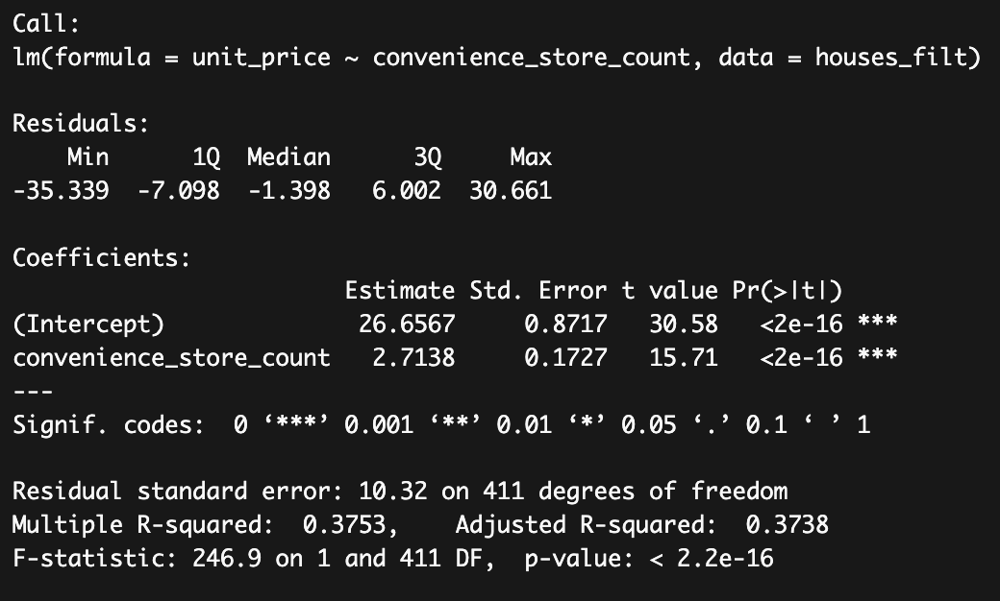 Call:
lm(formula = unit_price ~ convenience_store_count, data = houses_filt)
Residuals:
    Min      1Q  Median      3Q     Max
-35.339  -7.098  -1.398   6.002  30.661
Coefficients:
                        Estimate Std. Error t value Pr(>|t|)
(Intercept)              26.6567     0.8717   30.58   <2e-16 ***
convenience_store_count   2.7138     0.1727   15.71   <2e-16 ***
---
Signif. codes:  0 ‘***’ 0.001 ‘**’ 0.01 ‘*’ 0.05 ‘.’ 0.1 ‘ ’ 1
Residual standard error: 10.32 on 411 degrees of freedom
Multiple R-squared:  0.3753,    Adjusted R-squared:  0.3738
F-statistic: 246.9 on 1 and 411 DF,  p-value: < 2.2e-16